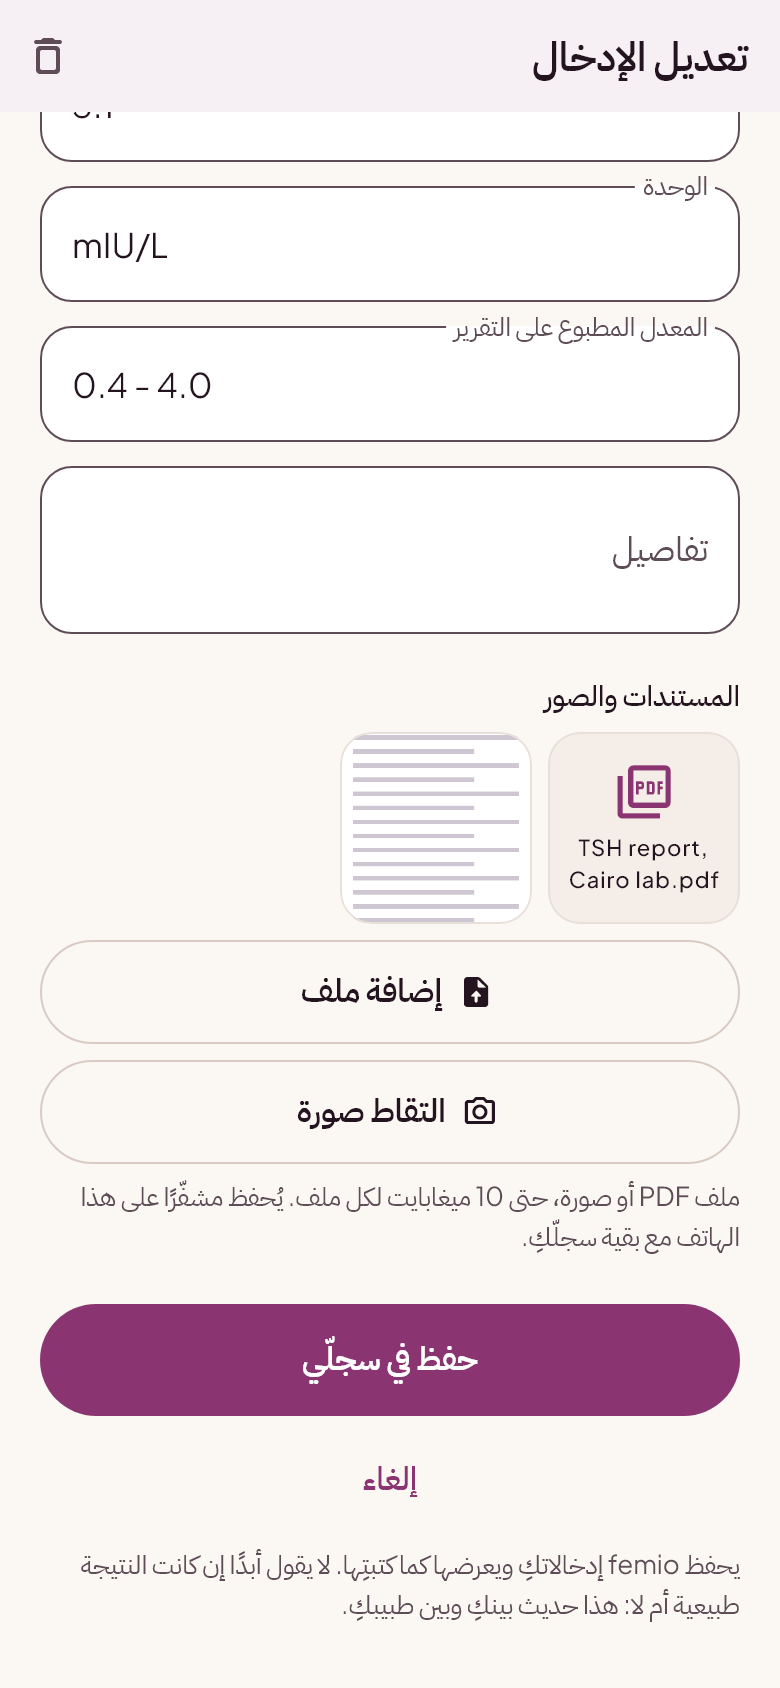 تعديل الإدخال
الوحدة
mIU/L
المعدل المطبوع على التقرير
0.4 - 4.0
تفاصيل
المستندات والصور
PDF
TSH report,
Cairo lab.pdf
إضافة ملف
التقاط صورة
ملف PDF أو صورة، حتى 10 ميغابايت لكل ملف. يُحفظ مشفّرًا على هذا
الهاتف مع بقية سجلّكِ.
حفظ في سجلّي
إلغاء
يحفظ femio إدخالاتكِ ويعرضها كما كتبتِها. لا يقول أبدًا إن كانت النتيجة
طبيعية أم لا: هذا حديث بينكِ وبين طبيبكِ.